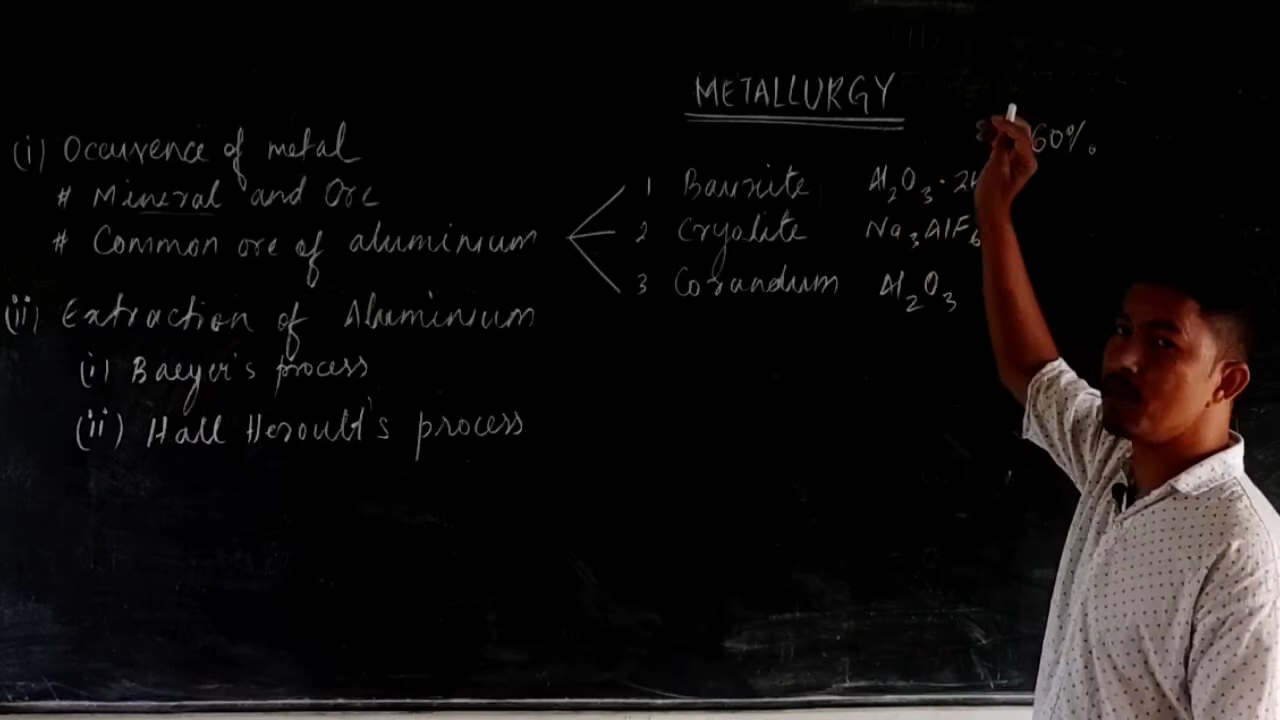 METALLURGY
60%
(i) Occurence of metal
# Mineral and Ore
# Common ore of aluminium
1 Bauxite Al2O3·2H
2 Cryolite Na3AlF6
3 Corandum Al2O3
(ii) Extraction of Aluminium
(i) Baeyer's process
(ii) Hall Heroult's process